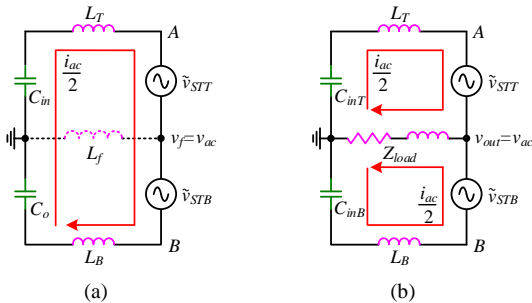 L_T
A
i_ac/2
C_in
ṽ_STT
v_f=v_ac
L_f
C_o
ṽ_STB
B
L_B
(a)
L_T
A
i_ac/2
C_inT
ṽ_STT
v_out=v_ac
Z_load
C_inB
i_ac/2
ṽ_STB
B
L_B
(b)